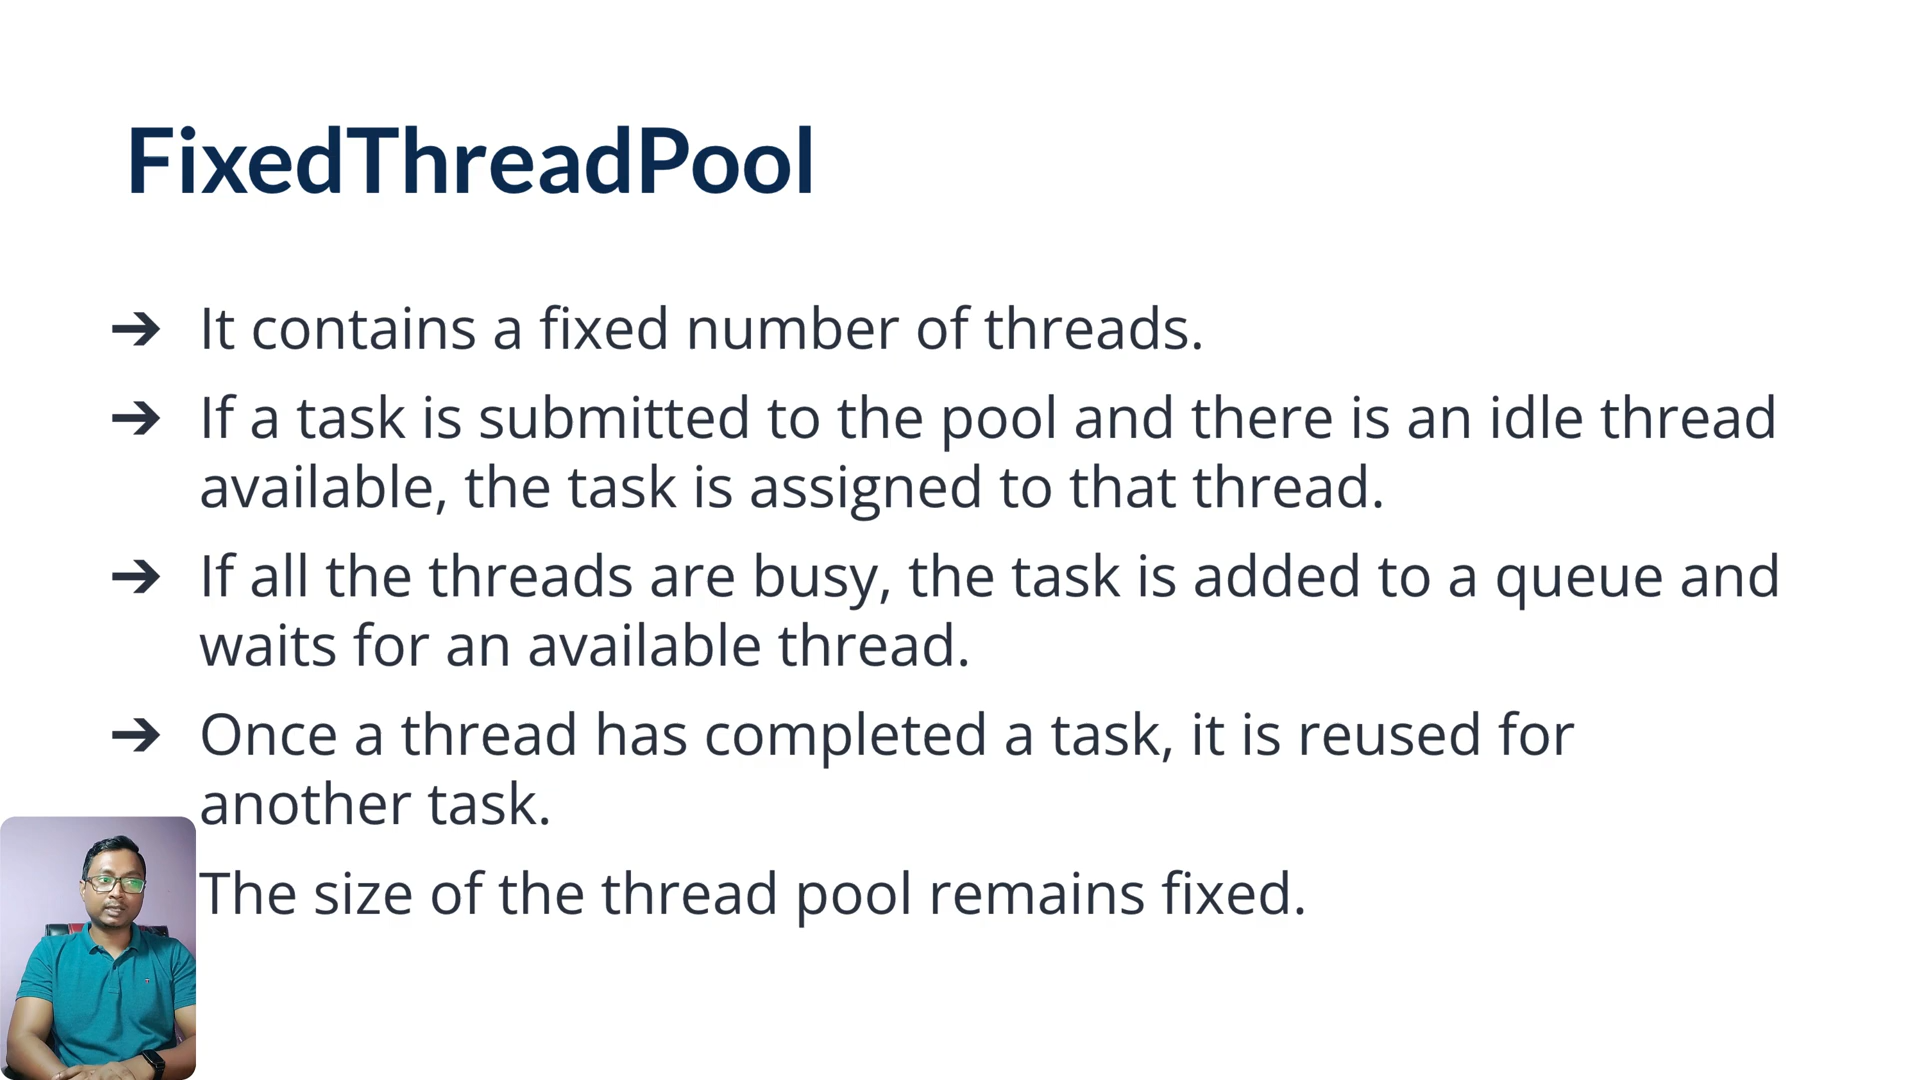 FixedThreadPool
➔ It contains a fixed number of threads.
➔ If a task is submitted to the pool and there is an idle thread
available, the task is assigned to that thread.
➔ If all the threads are busy, the task is added to a queue and
waits for an available thread.
➔ Once a thread has completed a task, it is reused for
another task.
The size of the thread pool remains fixed.